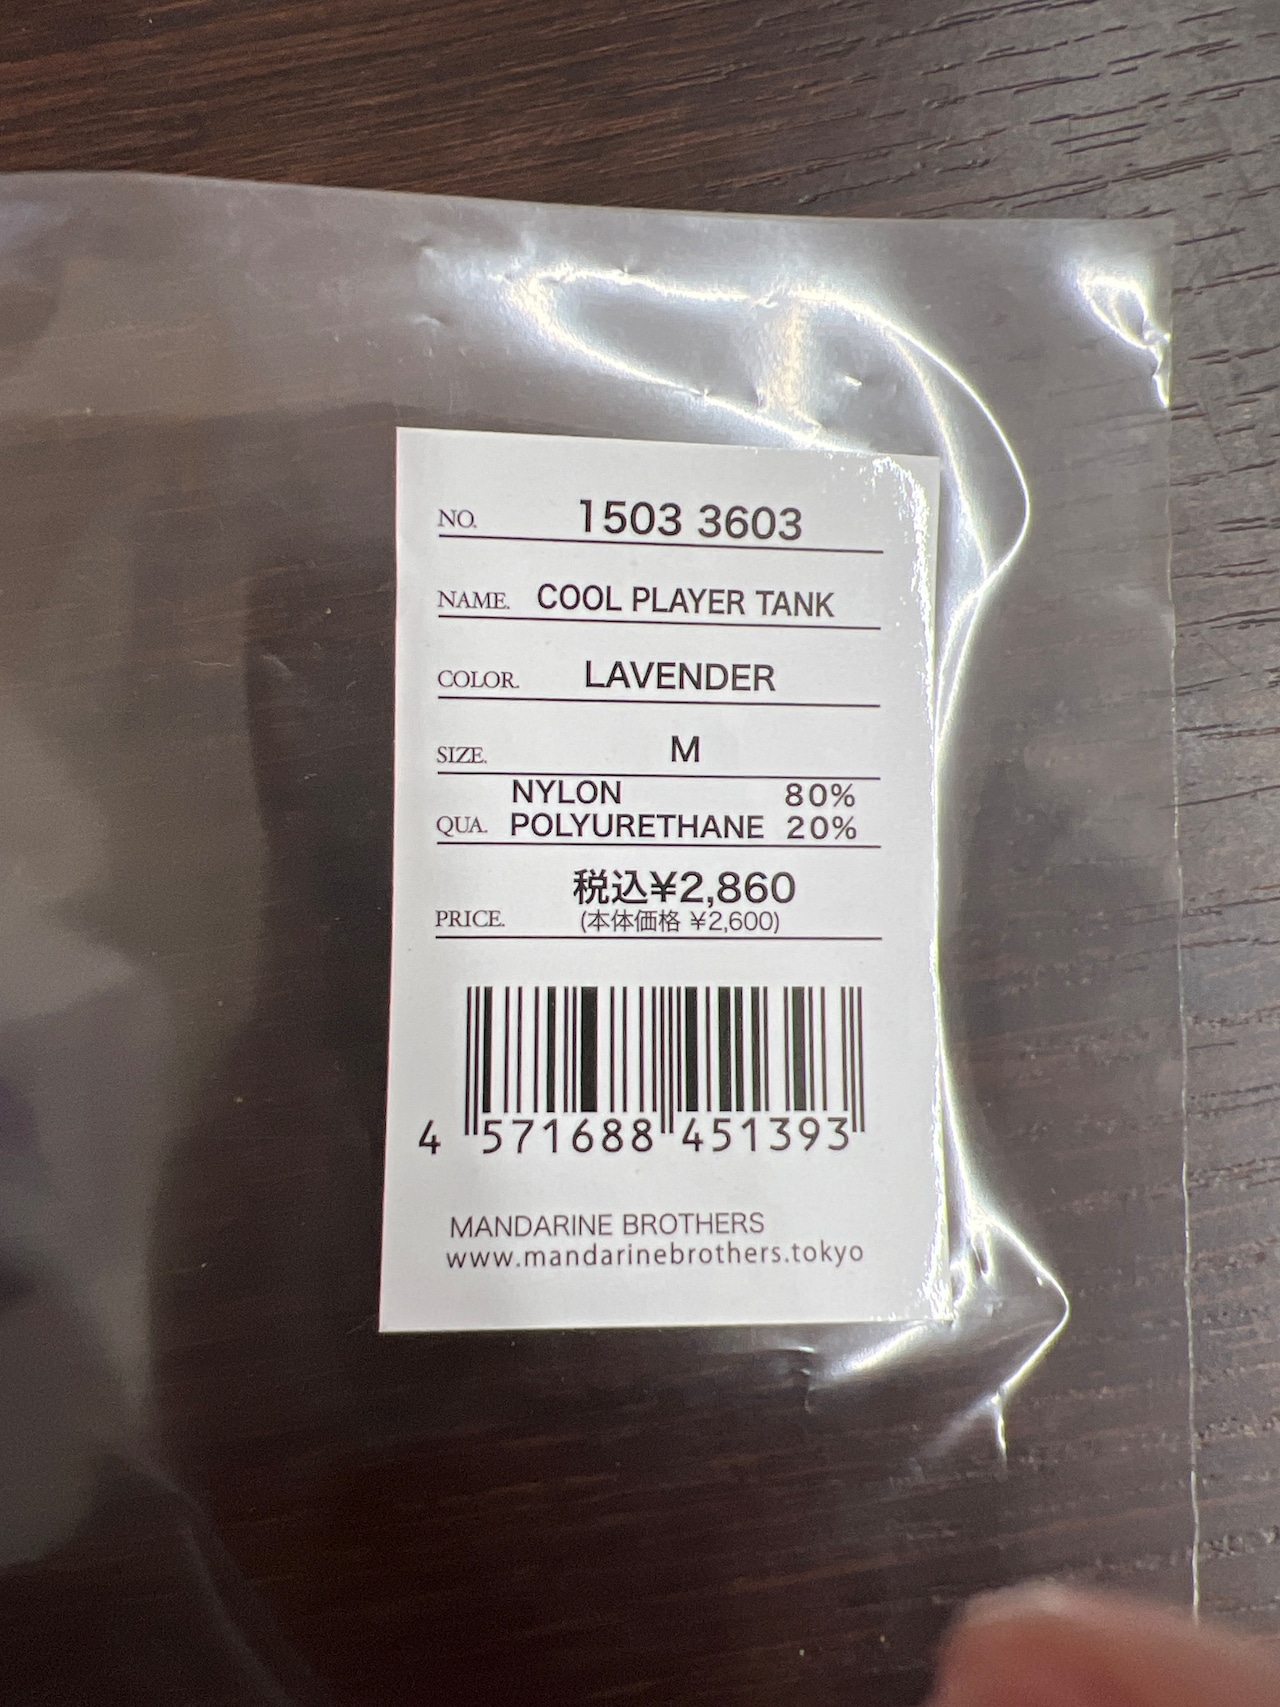 NO. 1503 3603
NAME. COOL PLAYER TANK
COLOR. LAVENDER
SIZE. M
NYLON 80%
QUA. POLYURETHANE 20%
税込¥2,860
PRICE. (本体価格 ¥2,600)
4 571688 451393
MANDARINE BROTHERS
www.mandarinebrothers.tokyo